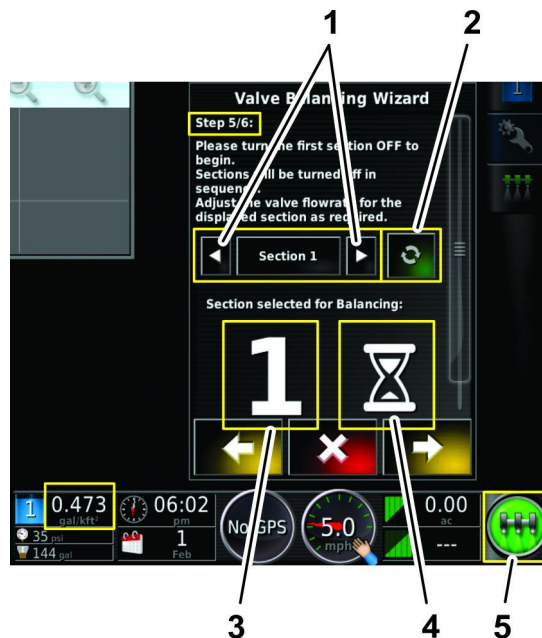 1 2
1
Valve Balancing Wizard
Step 5/6:
Please turn the first section OFF to
begin.
Sections will be turned off in
sequence.
Adjust the valve flowrate for the
displayed section as required.
Section 1
Section selected for Balancing:
1
1 0.473 06:02 No GPS 5.0 0.00
gal/kft² pm mph ac
35 psi 1 ---
144 gal Feb
3 4 5